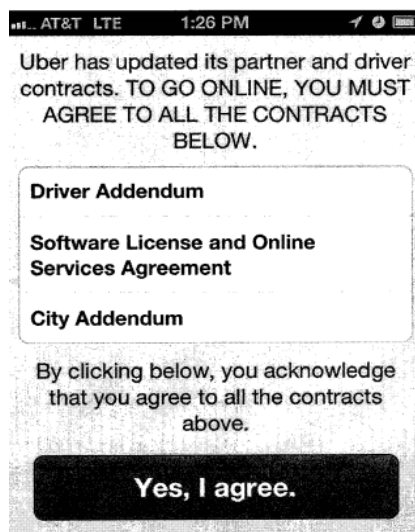 AT&T LTE 1:26 PM
Uber has updated its partner and driver
contracts. TO GO ONLINE, YOU MUST
AGREE TO ALL THE CONTRACTS
BELOW.
Driver Addendum
Software License and Online
Services Agreement
City Addendum
By clicking below, you acknowledge
that you agree to all the contracts
above.
Yes, I agree.